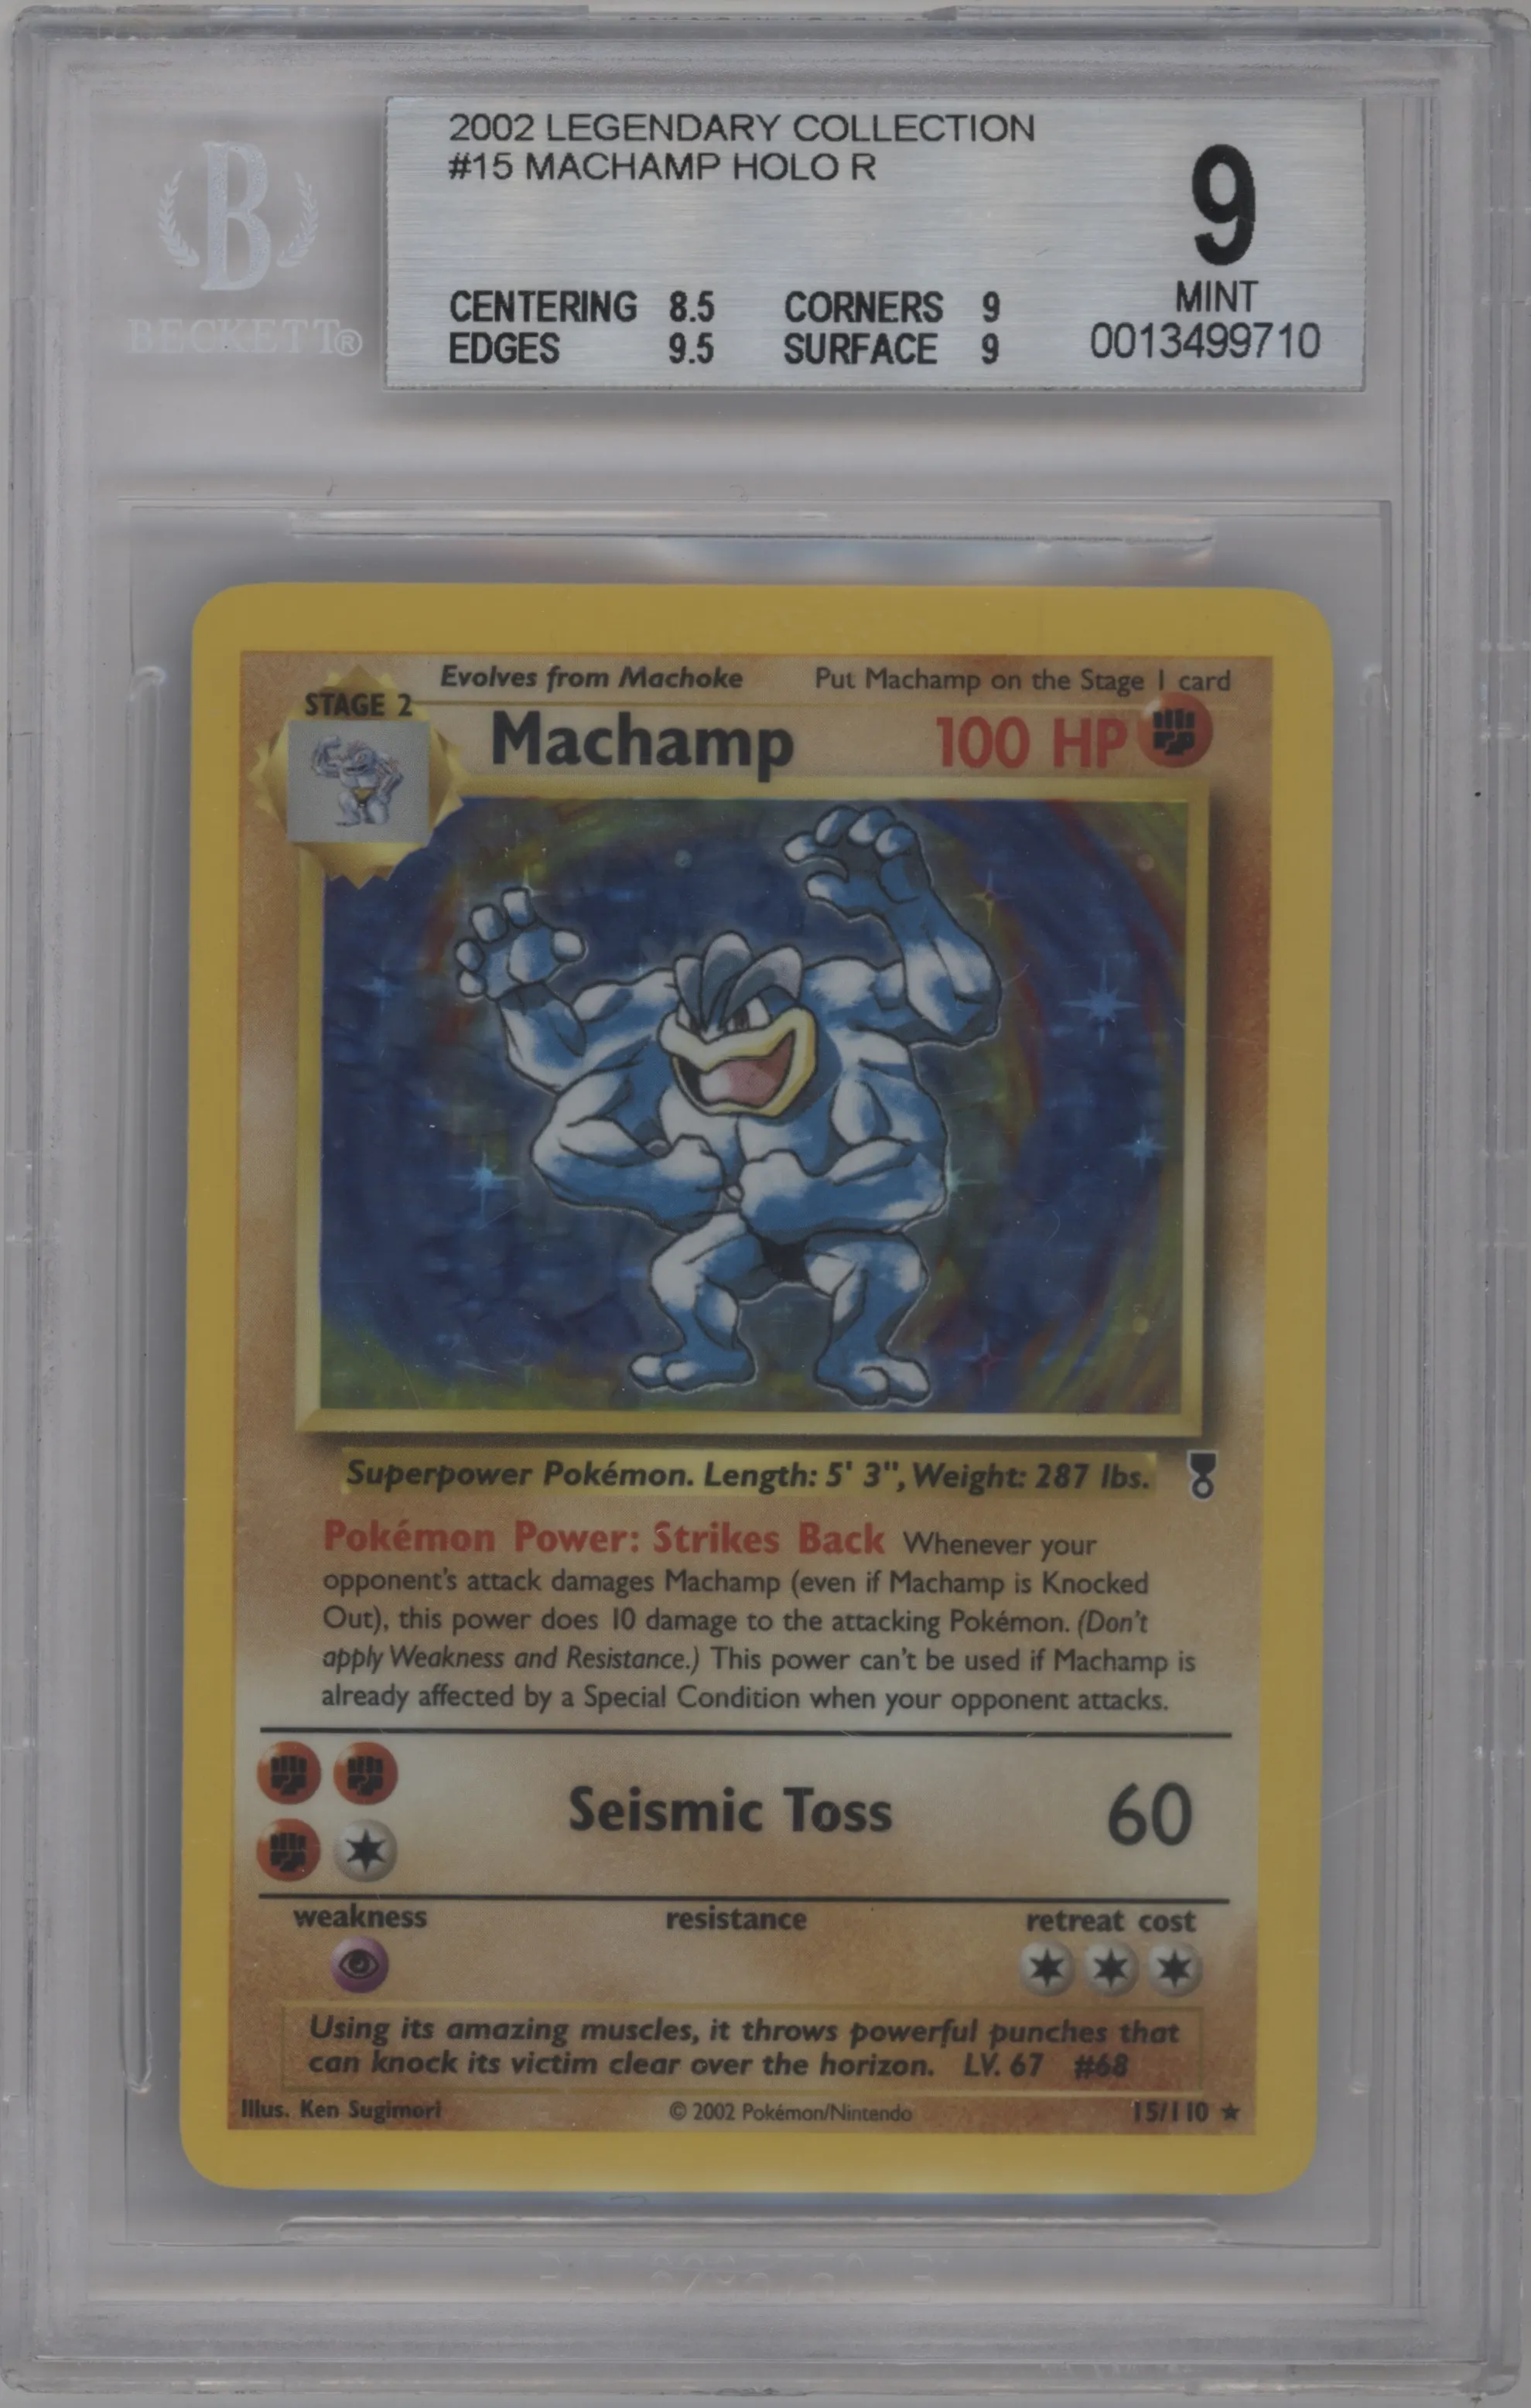 B
BECKETT®
2002 LEGENDARY COLLECTION
#15 MACHAMP HOLO R
9
MINT
0013499710
CENTERING 8.5 CORNERS 9
EDGES 9.5 SURFACE 9
Evolves from Machoke Put Machamp on the Stage 1 card
STAGE 2
Machamp 100 HP
Superpower Pokémon. Length: 5' 3", Weight: 287 lbs.
Pokémon Power: Strikes Back Whenever your
opponent's attack damages Machamp (even if Machamp is Knocked
Out), this power does 10 damage to the attacking Pokémon. (Don't
apply Weakness and Resistance.) This power can't be used if Machamp is
already affected by a Special Condition when your opponent attacks.
Seismic Toss 60
weakness resistance retreat cost
Using its amazing muscles, it throws powerful punches that
can knock its victim clear over the horizon. LV. 67 #68
Illus. Ken Sugimori © 2002 Pokémon/Nintendo 15/110 ★